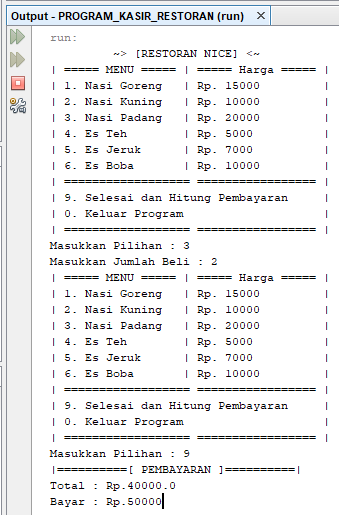 Output - PROGRAM_KASIR_RESTORAN (run) ×
run:
~> [RESTORAN NICE] <~
| ===== MENU ===== | ===== Harga ===== |
| 1. Nasi Goreng | Rp. 15000 |
| 2. Nasi Kuning | Rp. 10000 |
| 3. Nasi Padang | Rp. 20000 |
| 4. Es Teh | Rp. 5000 |
| 5. Es Jeruk | Rp. 7000 |
| 6. Es Boba | Rp. 10000 |
| ================== ================= |
| 9. Selesai dan Hitung Pembayaran |
| 0. Keluar Program |
| ================== ================= |
Masukkan Pilihan : 3
Masukkan Jumlah Beli : 2
| ===== MENU ===== | ===== Harga ===== |
| 1. Nasi Goreng | Rp. 15000 |
| 2. Nasi Kuning | Rp. 10000 |
| 3. Nasi Padang | Rp. 20000 |
| 4. Es Teh | Rp. 5000 |
| 5. Es Jeruk | Rp. 7000 |
| 6. Es Boba | Rp. 10000 |
| ================== ================= |
| 9. Selesai dan Hitung Pembayaran |
| 0. Keluar Program |
| ================== ================= |
Masukkan Pilihan : 9
|==========[ PEMBAYARAN ]==========|
Total : Rp.40000.0
Bayar : Rp.50000